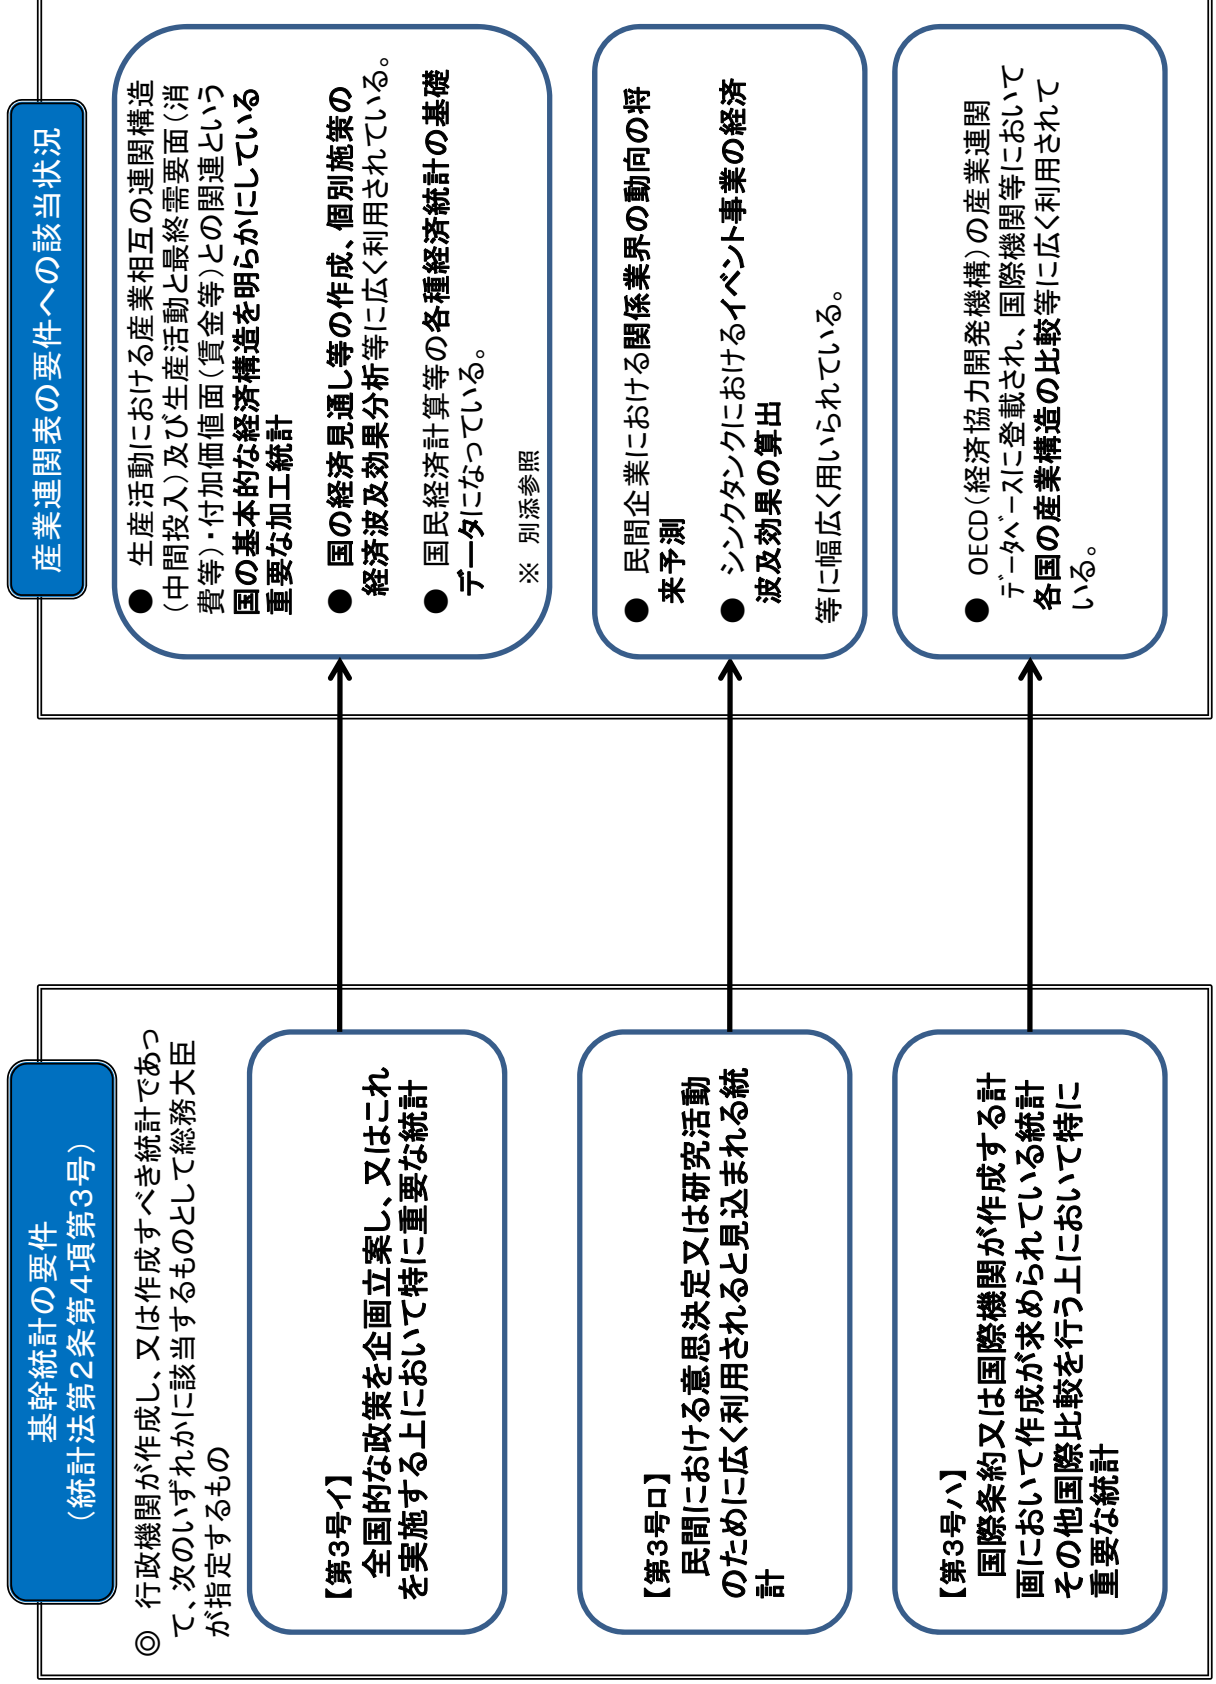 基幹統計の要件
（統計法第２条第４項第３号）
◎ 行政機関が作成し、又は作成すべき統計であっ
て、次のいずれかに該当するものとして総務大臣
が指定するもの
【第３号イ】
全国的な政策を企画立案し、又はこれ
を実施する上において特に重要な統計
【第３号ロ】
民間における意思決定又は研究活動
のために広く利用されると見込まれる統
計
【第３号ハ】
国際条約又は国際機関が作成する計
画において作成が求められている統計
その他国際比較を行う上において特に
重要な統計
産業連関表の要件への該当状況
● 生産活動における産業相互の連関構造
（中間投入）及び生産活動と最終需要面（消
費等）・付加価値面（賃金等）との関連という
国の基本的な経済構造を明らかにしている
重要な加工統計
● 国の経済見通し等の作成、個別施策の
経済波及効果分析等に広く利用されている。
● 国民経済計算等の各種経済統計の基礎
データになっている。
※ 別添参照
● 民間企業における関係業界の動向の将
来予測
● シンクタンクにおけるイベント事業の経済
波及効果の算出
等に幅広く用いられている。
● OECD（経済協力開発機構）の産業連関
データベースに登載され、国際機関等において
各国の産業構造の比較等に広く利用されて
いる。